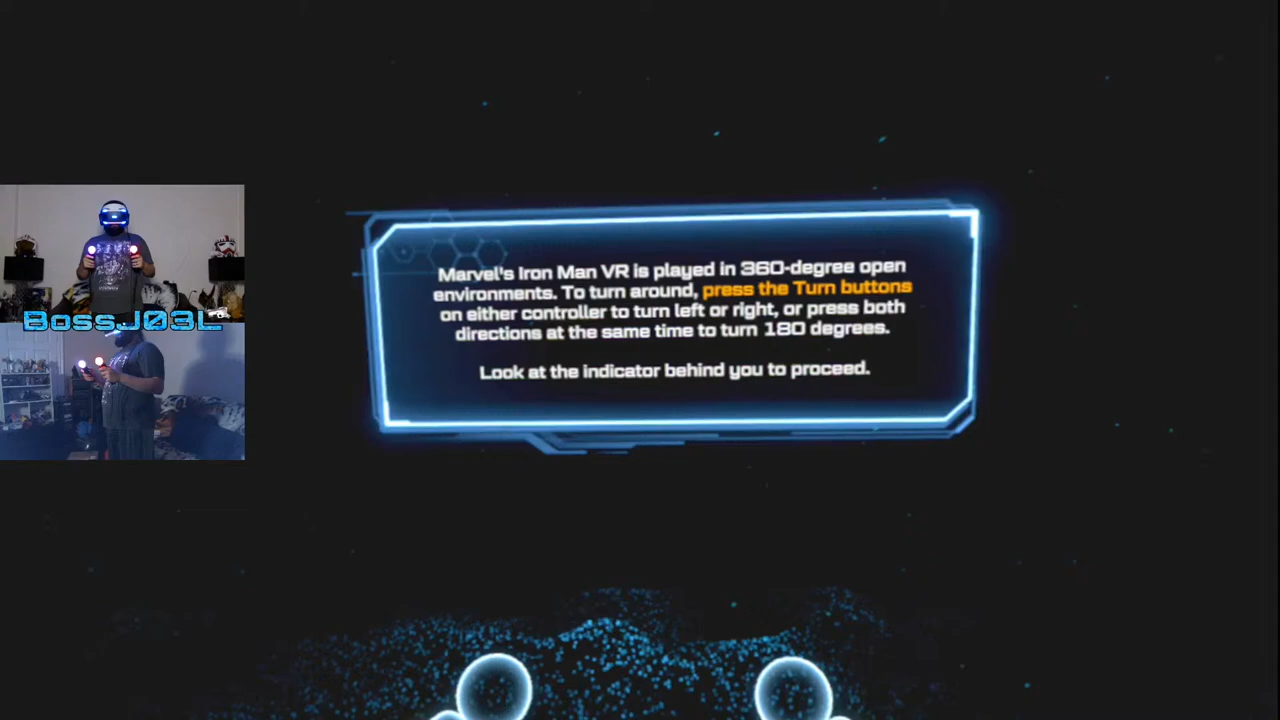 Marvel's Iron Man VR is played in 360-degree open
environments. To turn around, press the Turn buttons
on either controller to turn left or right, or press both
directions at the same time to turn 180 degrees.
Look at the indicator behind you to proceed.
BossJ03L